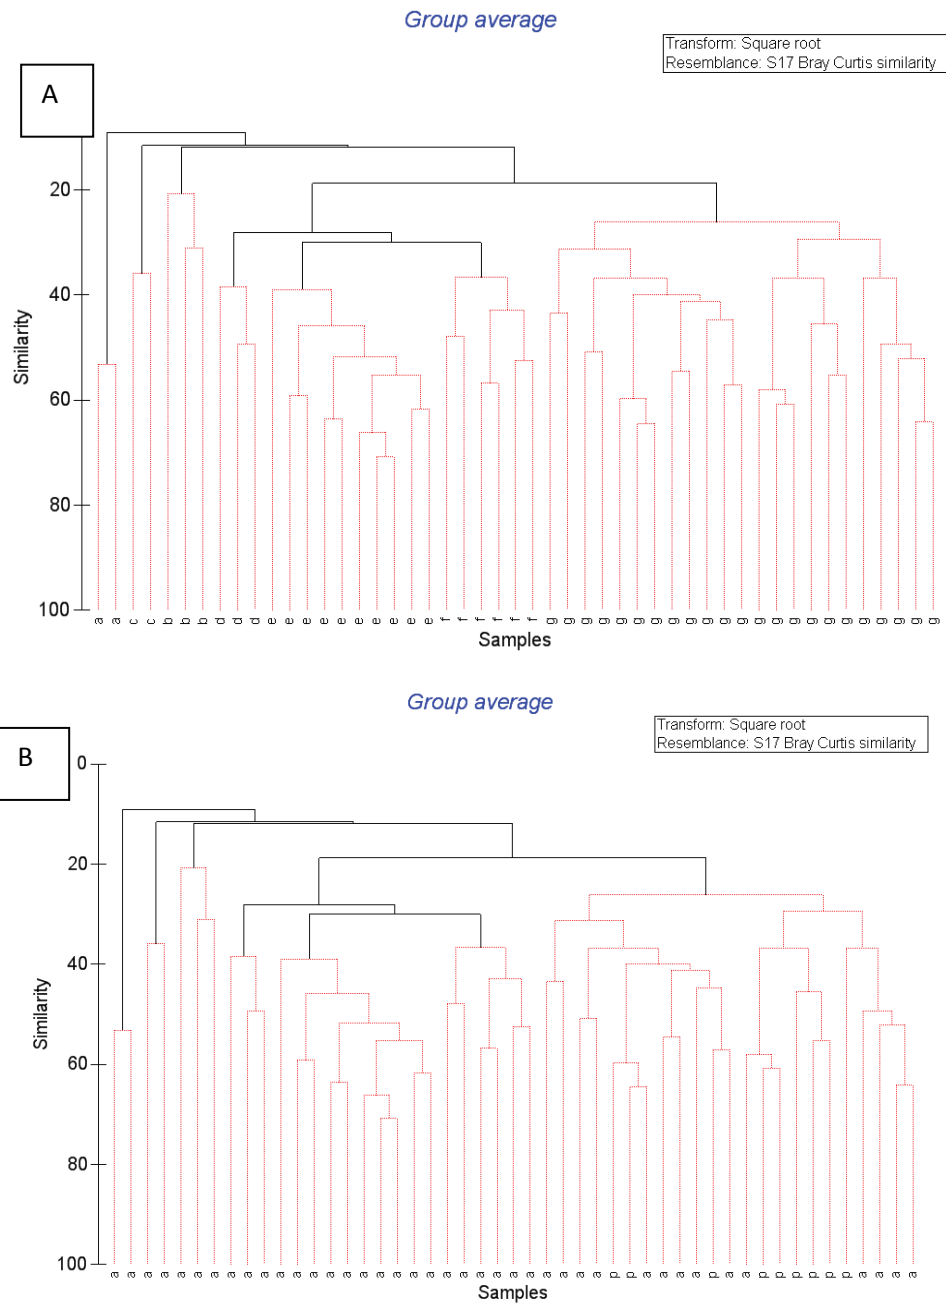 Group average
Transform: Square root
Resemblance: S17 Bray Curtis similarity
A
20
40
60
80
100
Similarity
a a c c b b b d d d e e e e e e e e e e f f f f f f g g g g g g g g g g g g g g g g g g g g g g g
Samples
Group average
Transform: Square root
Resemblance: S17 Bray Curtis similarity
B
0
20
40
60
80
100
Similarity
a a a a a a a a a a a a a a a a a a a a a a a a a a a a a a p p a a a a p a a p p p p p p a a a a
Samples